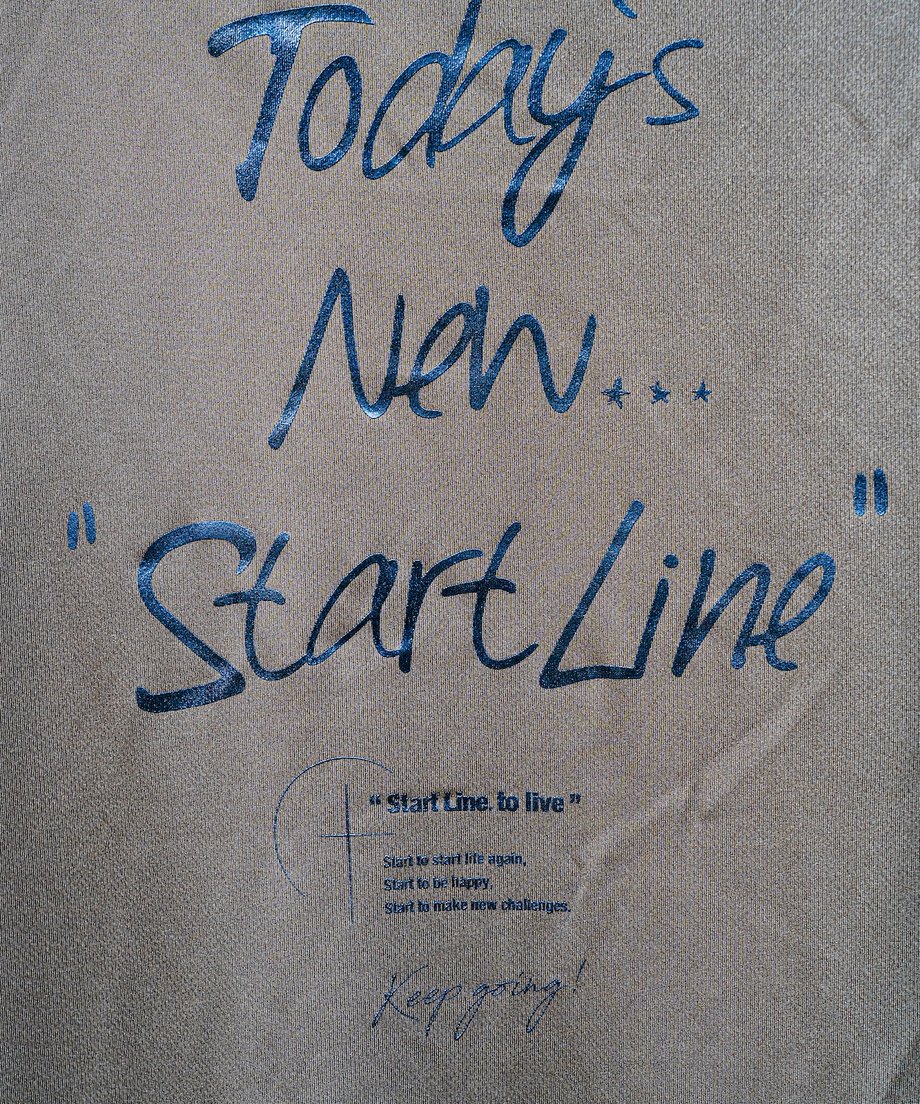 Today's
New...
"Start Line"
“ Start Line. to live ”
Start to start life again,
Start to be happy,
Start to make new challenges.
Keep going!